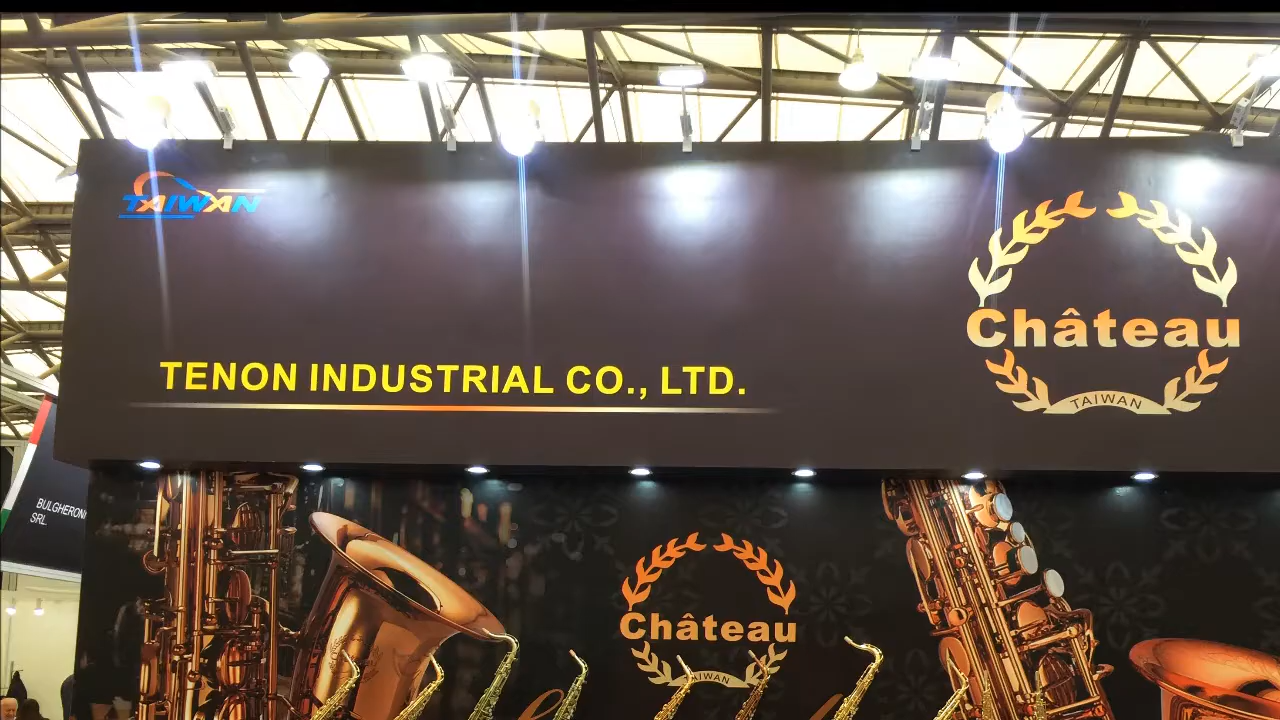 TAIWAN
TENON INDUSTRIAL CO., LTD.
Château
TAIWAN
BULGHERONI
SRL.
Château
TAIWAN